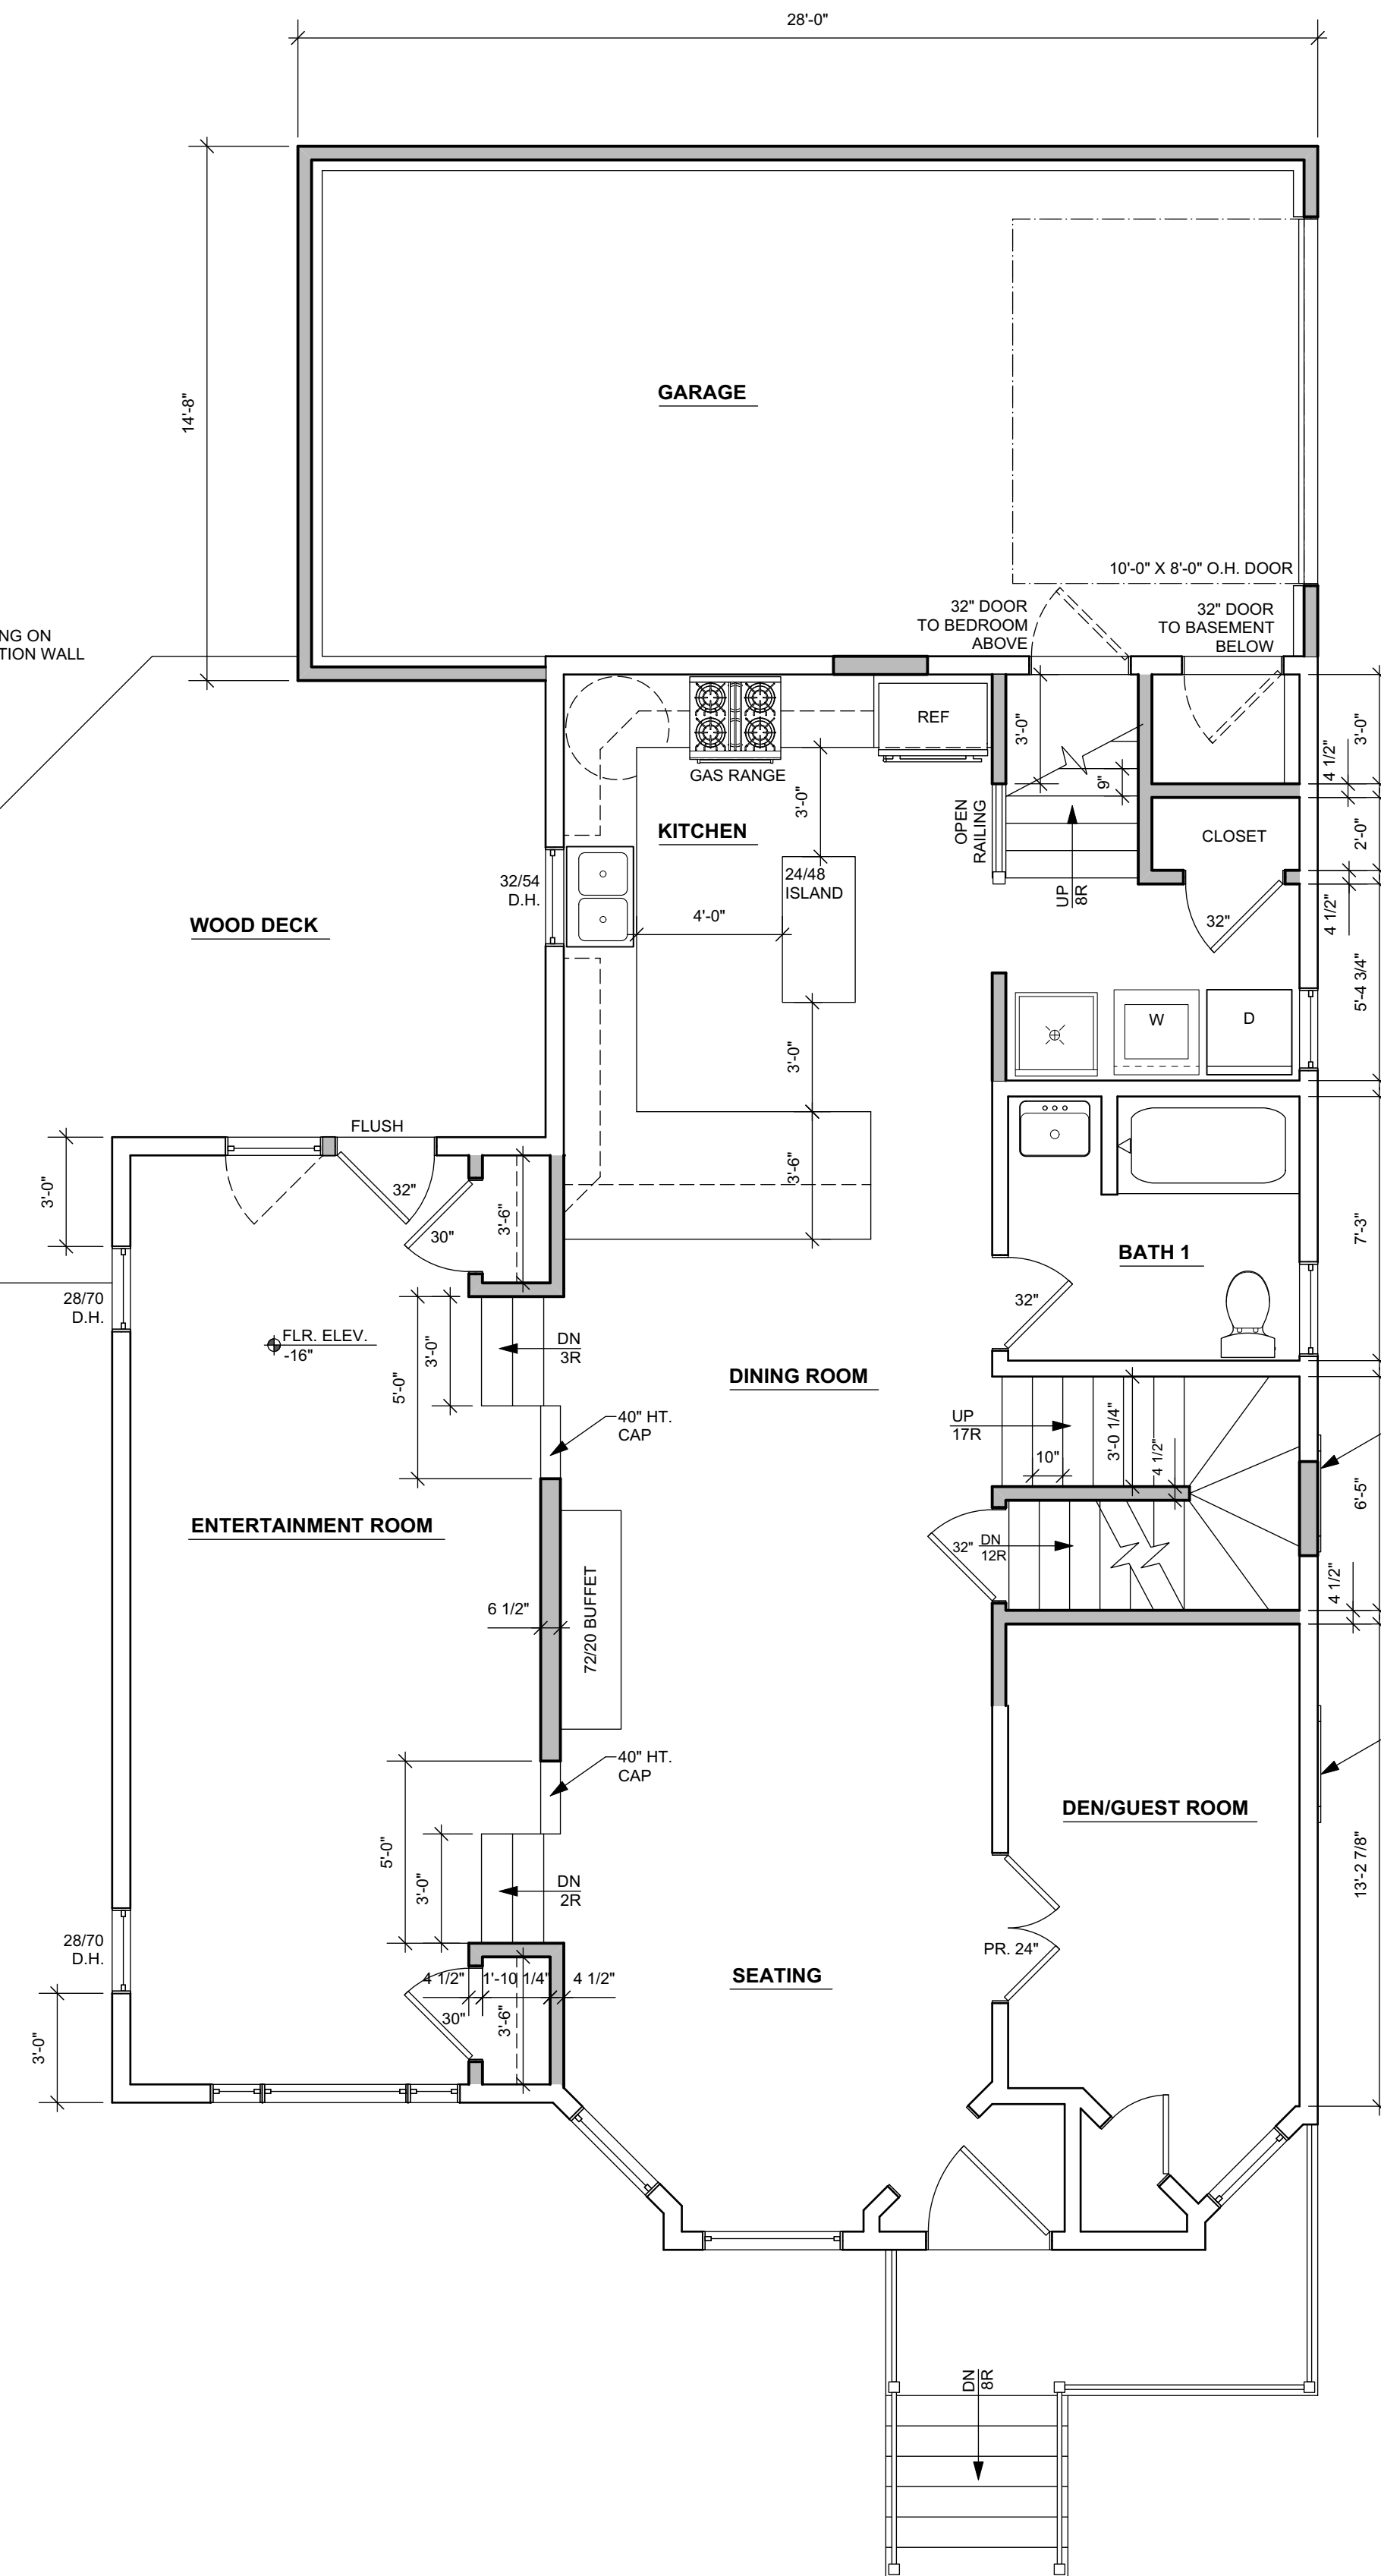 28'-0"
14'-8"
GARAGE
10'-0" X 8'-0" O.H. DOOR
32" DOOR
TO BEDROOM
ABOVE
32" DOOR
TO BASEMENT
BELOW
NG ON
TION WALL
REF
GAS RANGE
3'-0"
9"
3'-0"
4 1/2"
3'-0"
KITCHEN
OPEN
RAILING
CLOSET
2'-0"
24/48
ISLAND
32/54
D.H.
UP
8R
4'-0"
WOOD DECK
32"
4 1/2"
5'-4 3/4"
W
D
3'-0"
FLUSH
3'-0"
32"
30"
3'-6"
3'-6"
BATH 1
7'-3"
32"
28/70
D.H.
FLR. ELEV.
-16"
3'-0"
5'-0"
DN
3R
DINING ROOM
40" HT.
CAP
UP
17R
10"
3'-0 1/4"
4 1/2"
6'-5"
ENTERTAINMENT ROOM
32"
DN
12R
4 1/2"
6 1/2"
72/20 BUFFET
40" HT.
CAP
DEN/GUEST ROOM
5'-0"
3'-0"
DN
2R
13'-2 7/8"
28/70
D.H.
PR. 24"
SEATING
4 1/2"
1'-10 1/4"
4 1/2"
30"
3'-6"
3'-0"
DN
8R